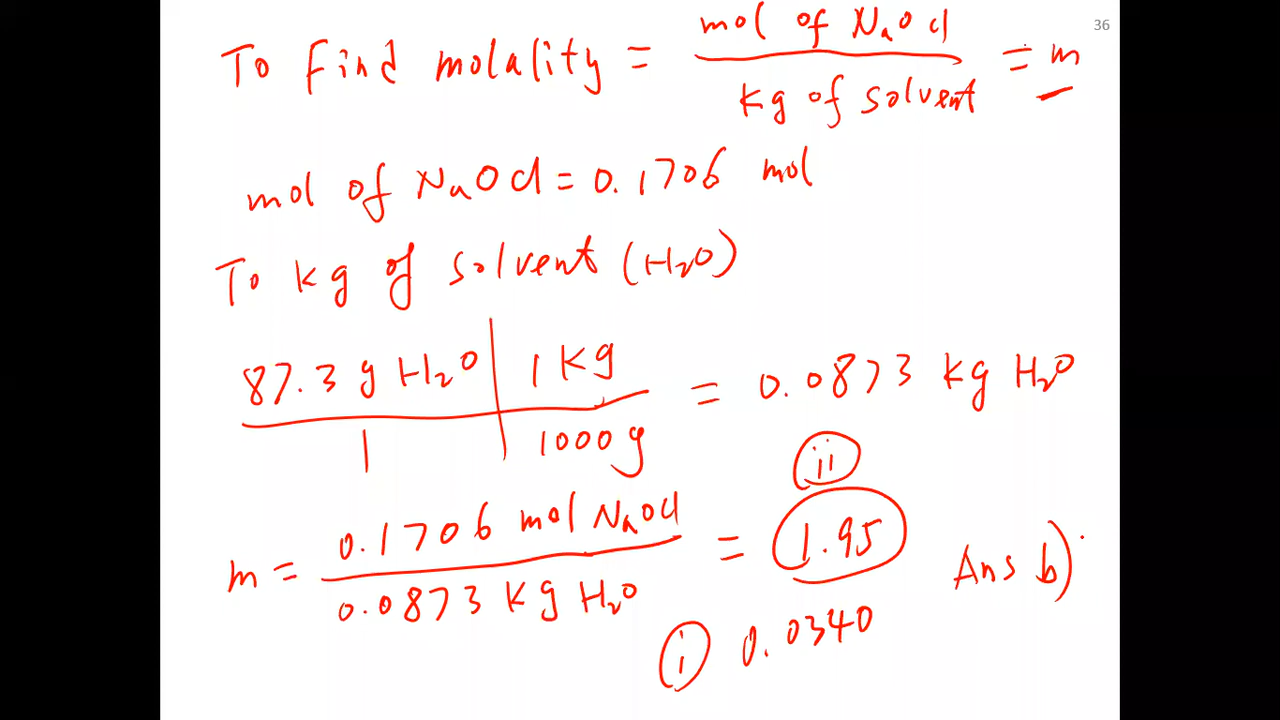 36
To Find molality = mol of NaOCl / kg of solvent = m
mol of NaOCl = 0.1706 mol
To kg of solvent (H2O)
87.3 g H2O | 1 Kg
1 | 1000 g
= 0.0873 kg H2O
m = 0.1706 mol NaOCl / 0.0873 Kg H2O = 1.95
ii
Ans b)
i 0.0340